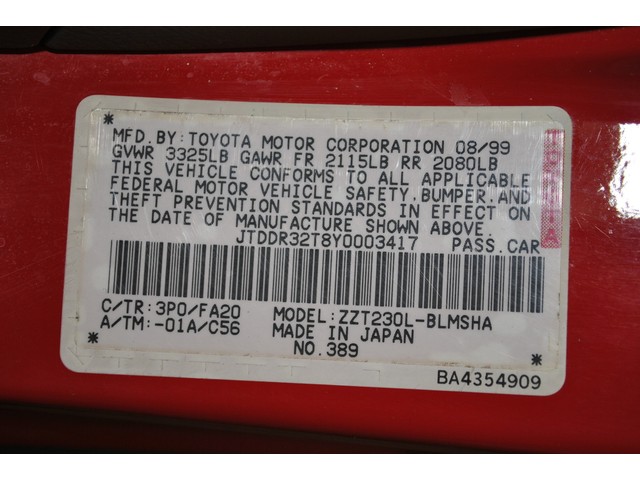 MFD.BY:TOYOTA MOTOR CORPORATION 08/99
GVWR 3325LB GAWR FR 2115LB RR 2080LB
THIS VEHICLE CONFORMS TO ALL APPLICABLE
FEDERAL MOTOR VEHICLE SAFETY,BUMPER,AND
THEFT PREVENTION STANDARDS IN EFFECT ON
THE DATE OF MANUFACTURE SHOWN ABOVE.
JTDDR32T8Y0003417 PASS.CAR
C/TR:3P0/FA20 MODEL:ZZT230L-BLMSHA
A/TM:-01A/C56 MADE IN JAPAN
NO.389
BA4354909